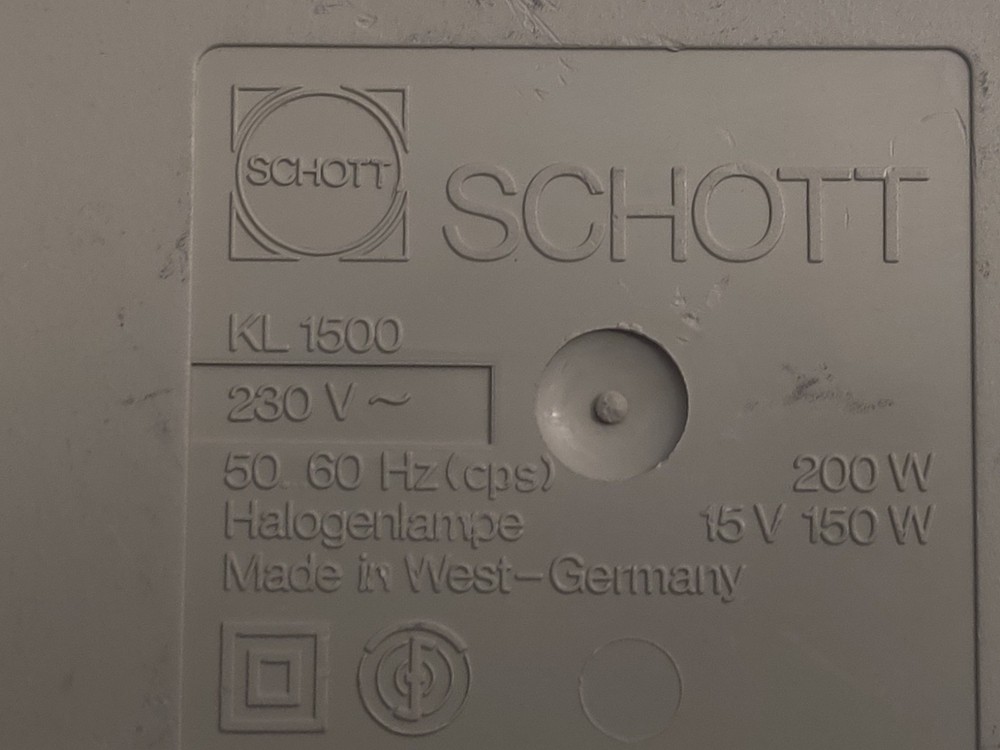 SCHOTT
SCHOTT
KL 1500
230 V ~
50. 60 Hz (cps) 200 W
Halogenlampe 15 V 150 W
Made in West-Germany